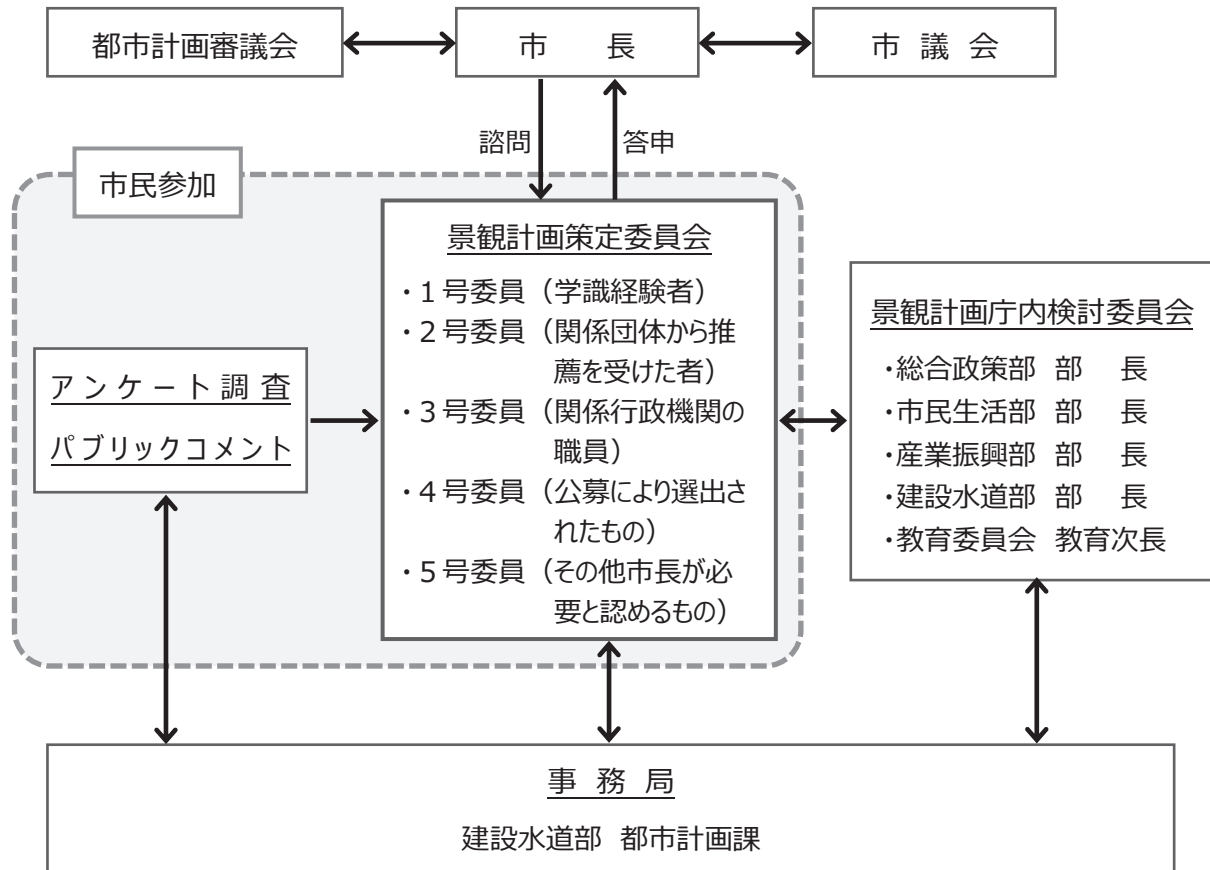 都市計画審議会
市　長
市 議 会
諮問
答申
市民参加
景観計画策定委員会
・1号委員（学識経験者）
・2号委員（関係団体から推
薦を受けた者）
・3号委員（関係行政機関の
職員）
・4号委員（公募により選出さ
れたもの）
・5号委員（その他市長が必
要と認めるもの）
アンケート調査
パブリックコメント
景観計画庁内検討委員会
・総合政策部 部　長
・市民生活部 部　長
・産業振興部 部　長
・建設水道部 部　長
・教育委員会 教育次長
事 務 局
建設水道部 都市計画課